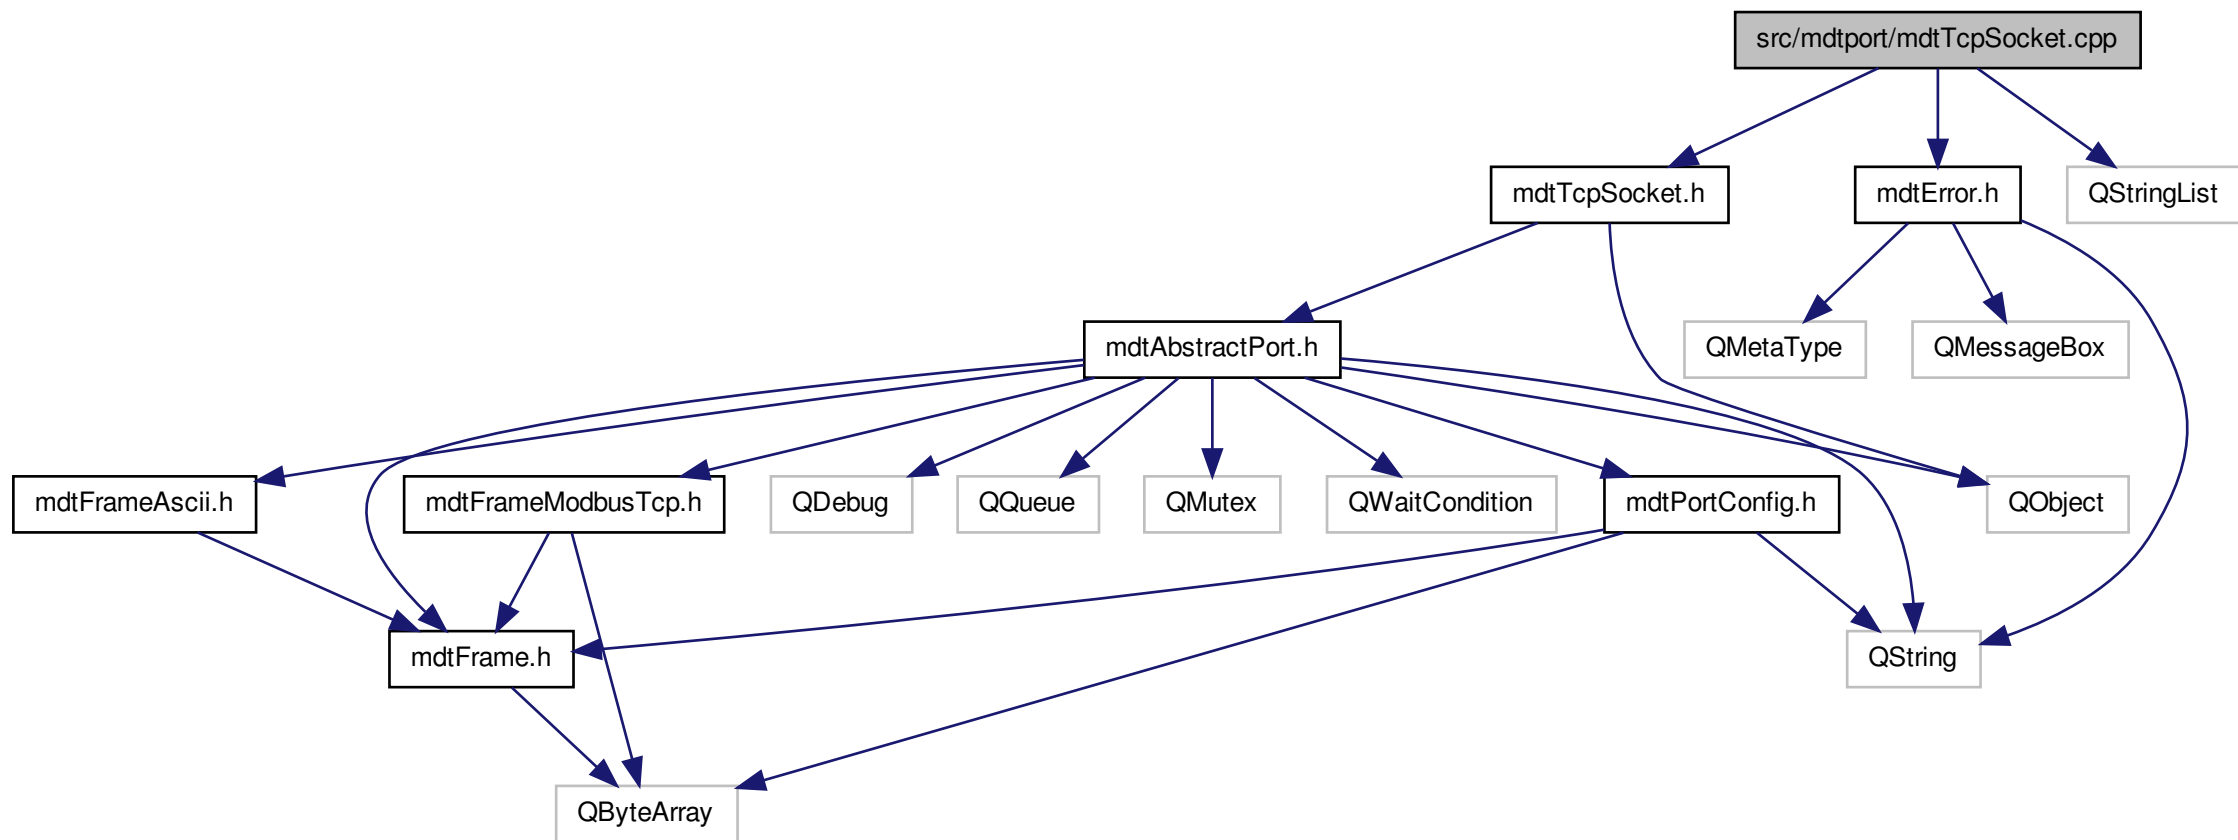 src/mdtport/mdtTcpSocket.cpp
mdtTcpSocket.h
mdtError.h
QStringList
mdtAbstractPort.h
QMetaType
QMessageBox
mdtFrameAscii.h
mdtFrameModbusTcp.h
QDebug
QQueue
QMutex
QWaitCondition
mdtPortConfig.h
QObject
mdtFrame.h
QString
QByteArray